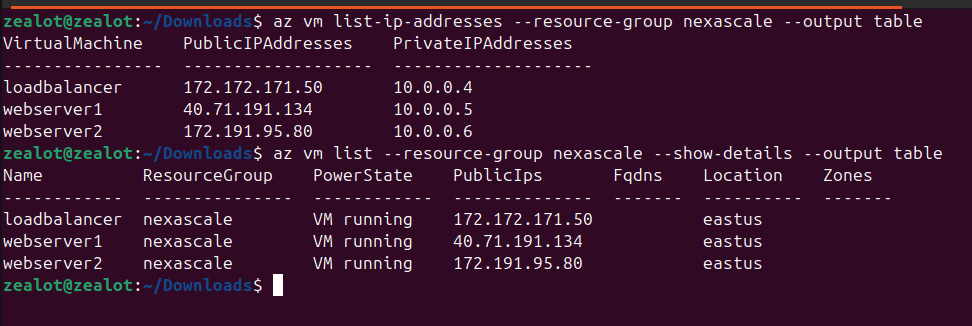 zealot@zealot:~/Downloads$ az vm list-ip-addresses --resource-group nexascale --output table
VirtualMachine    PublicIPAddresses    PrivateIPAddresses
----------------  -------------------  --------------------
loadbalancer      172.172.171.50       10.0.0.4
webserver1        40.71.191.134        10.0.0.5
webserver2        172.191.95.80        10.0.0.6
zealot@zealot:~/Downloads$ az vm list --resource-group nexascale --show-details --output table
Name          ResourceGroup    PowerState    PublicIps       Fqdns    Location    Zones
------------  ---------------  ------------  --------------  -------  ----------  -------
loadbalancer  nexascale        VM running    172.172.171.50           eastus
webserver1    nexascale        VM running    40.71.191.134            eastus
webserver2    nexascale        VM running    172.191.95.80            eastus
zealot@zealot:~/Downloads$